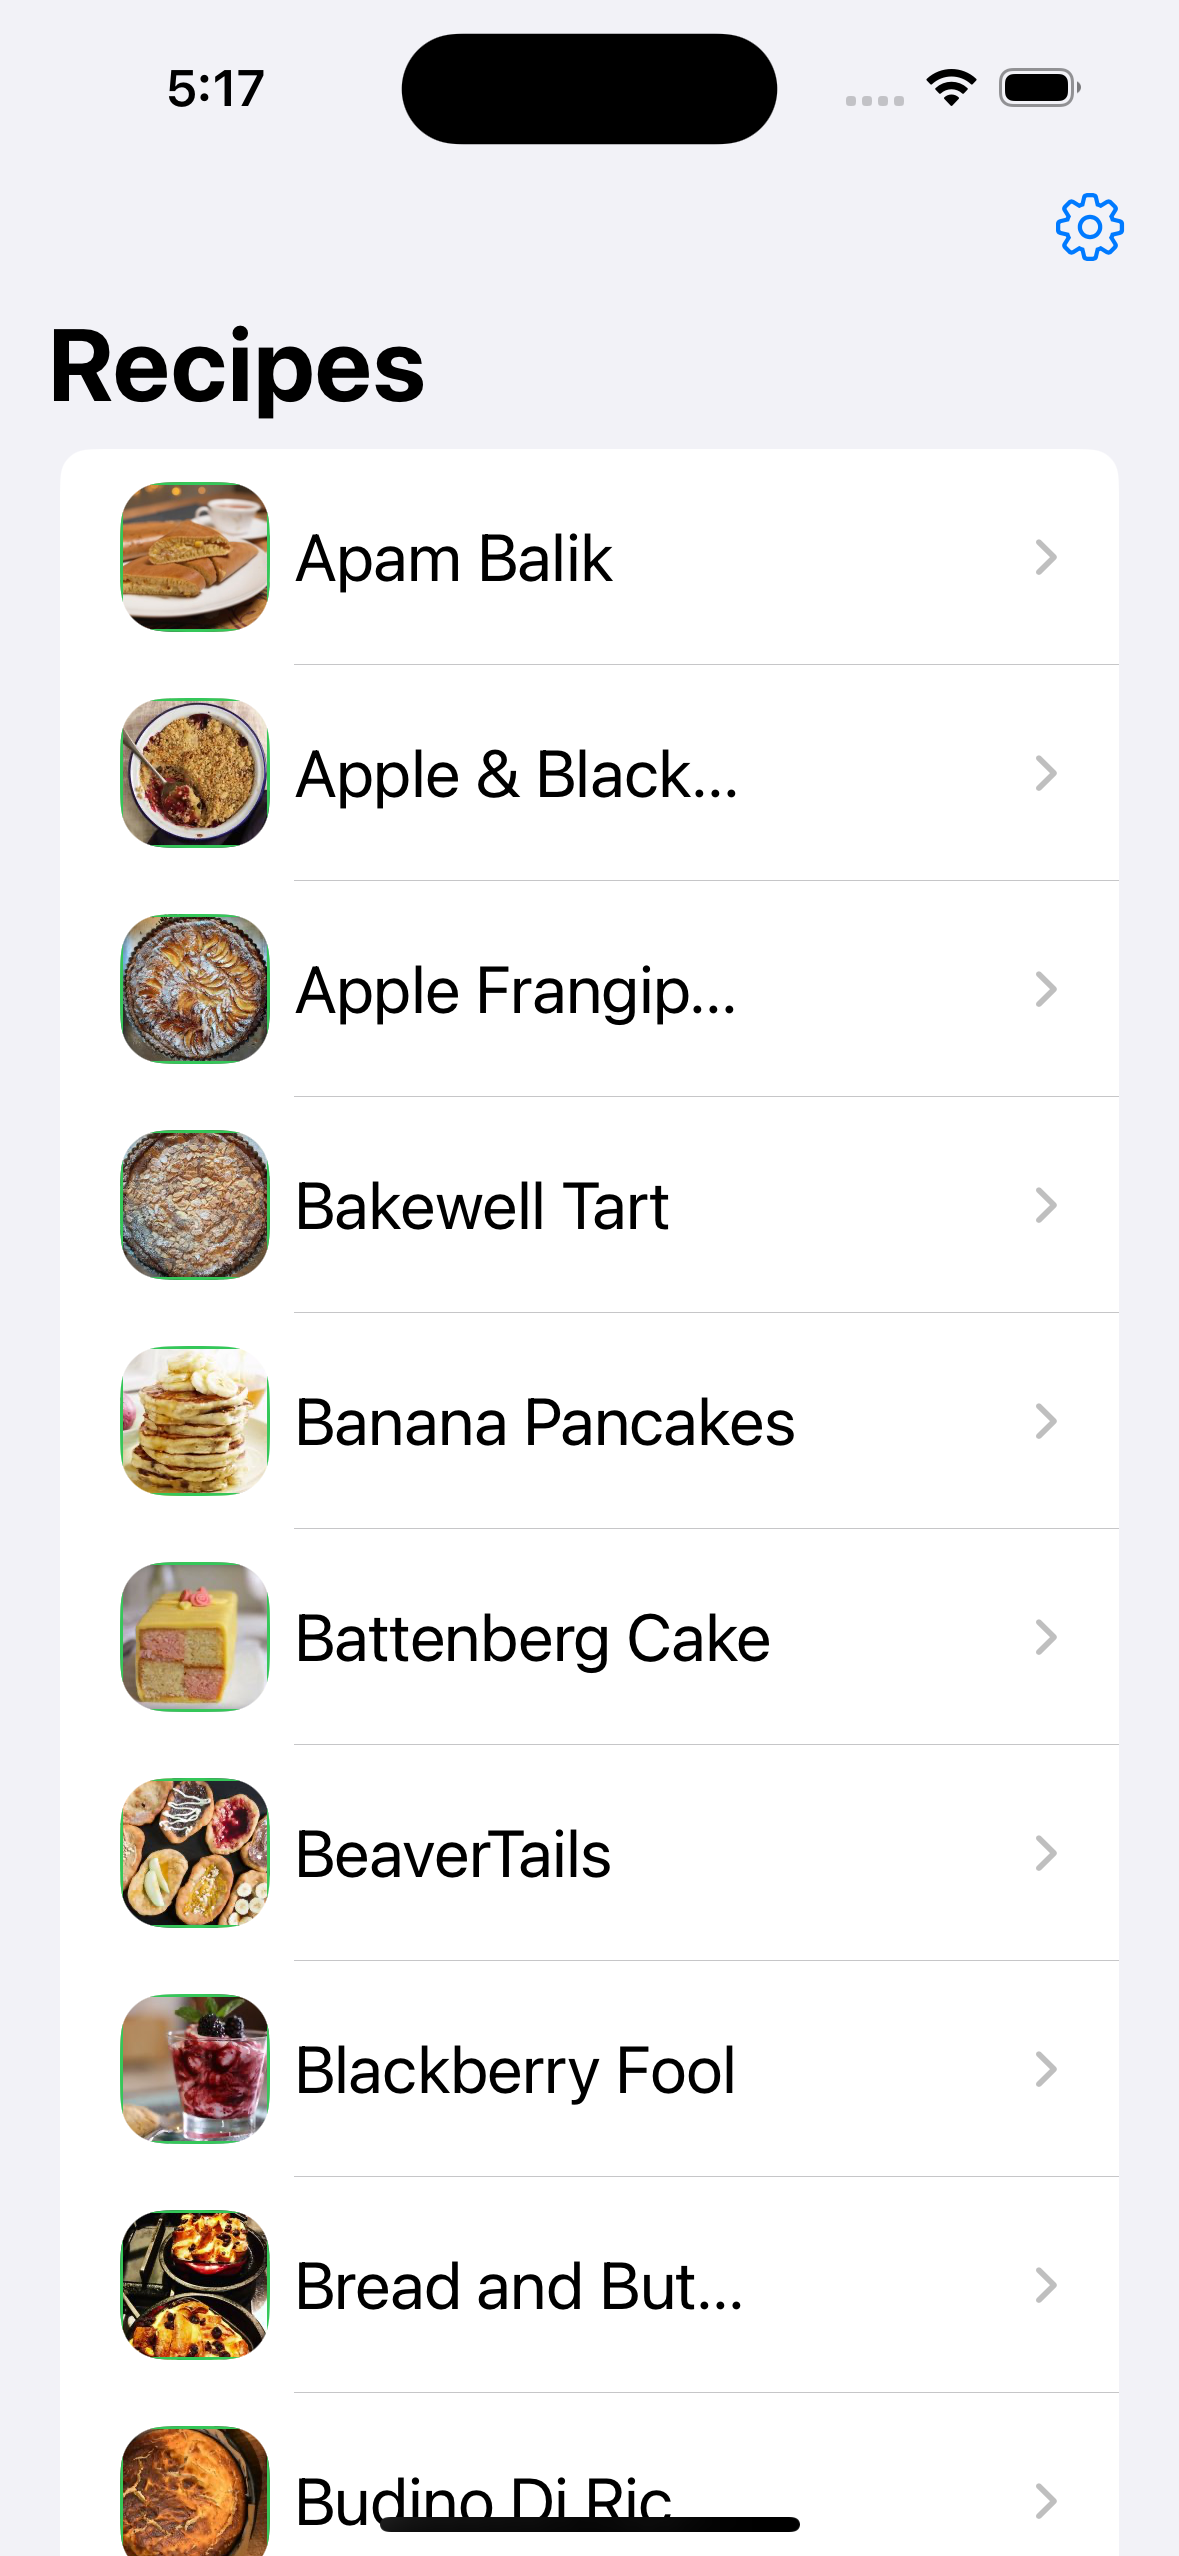 5:17
Recipes
Apam Balik
Apple & Black...
Apple Frangip...
Bakewell Tart
Banana Pancakes
Battenberg Cake
BeaverTails
Blackberry Fool
Bread and But...
Budino Di Ric...